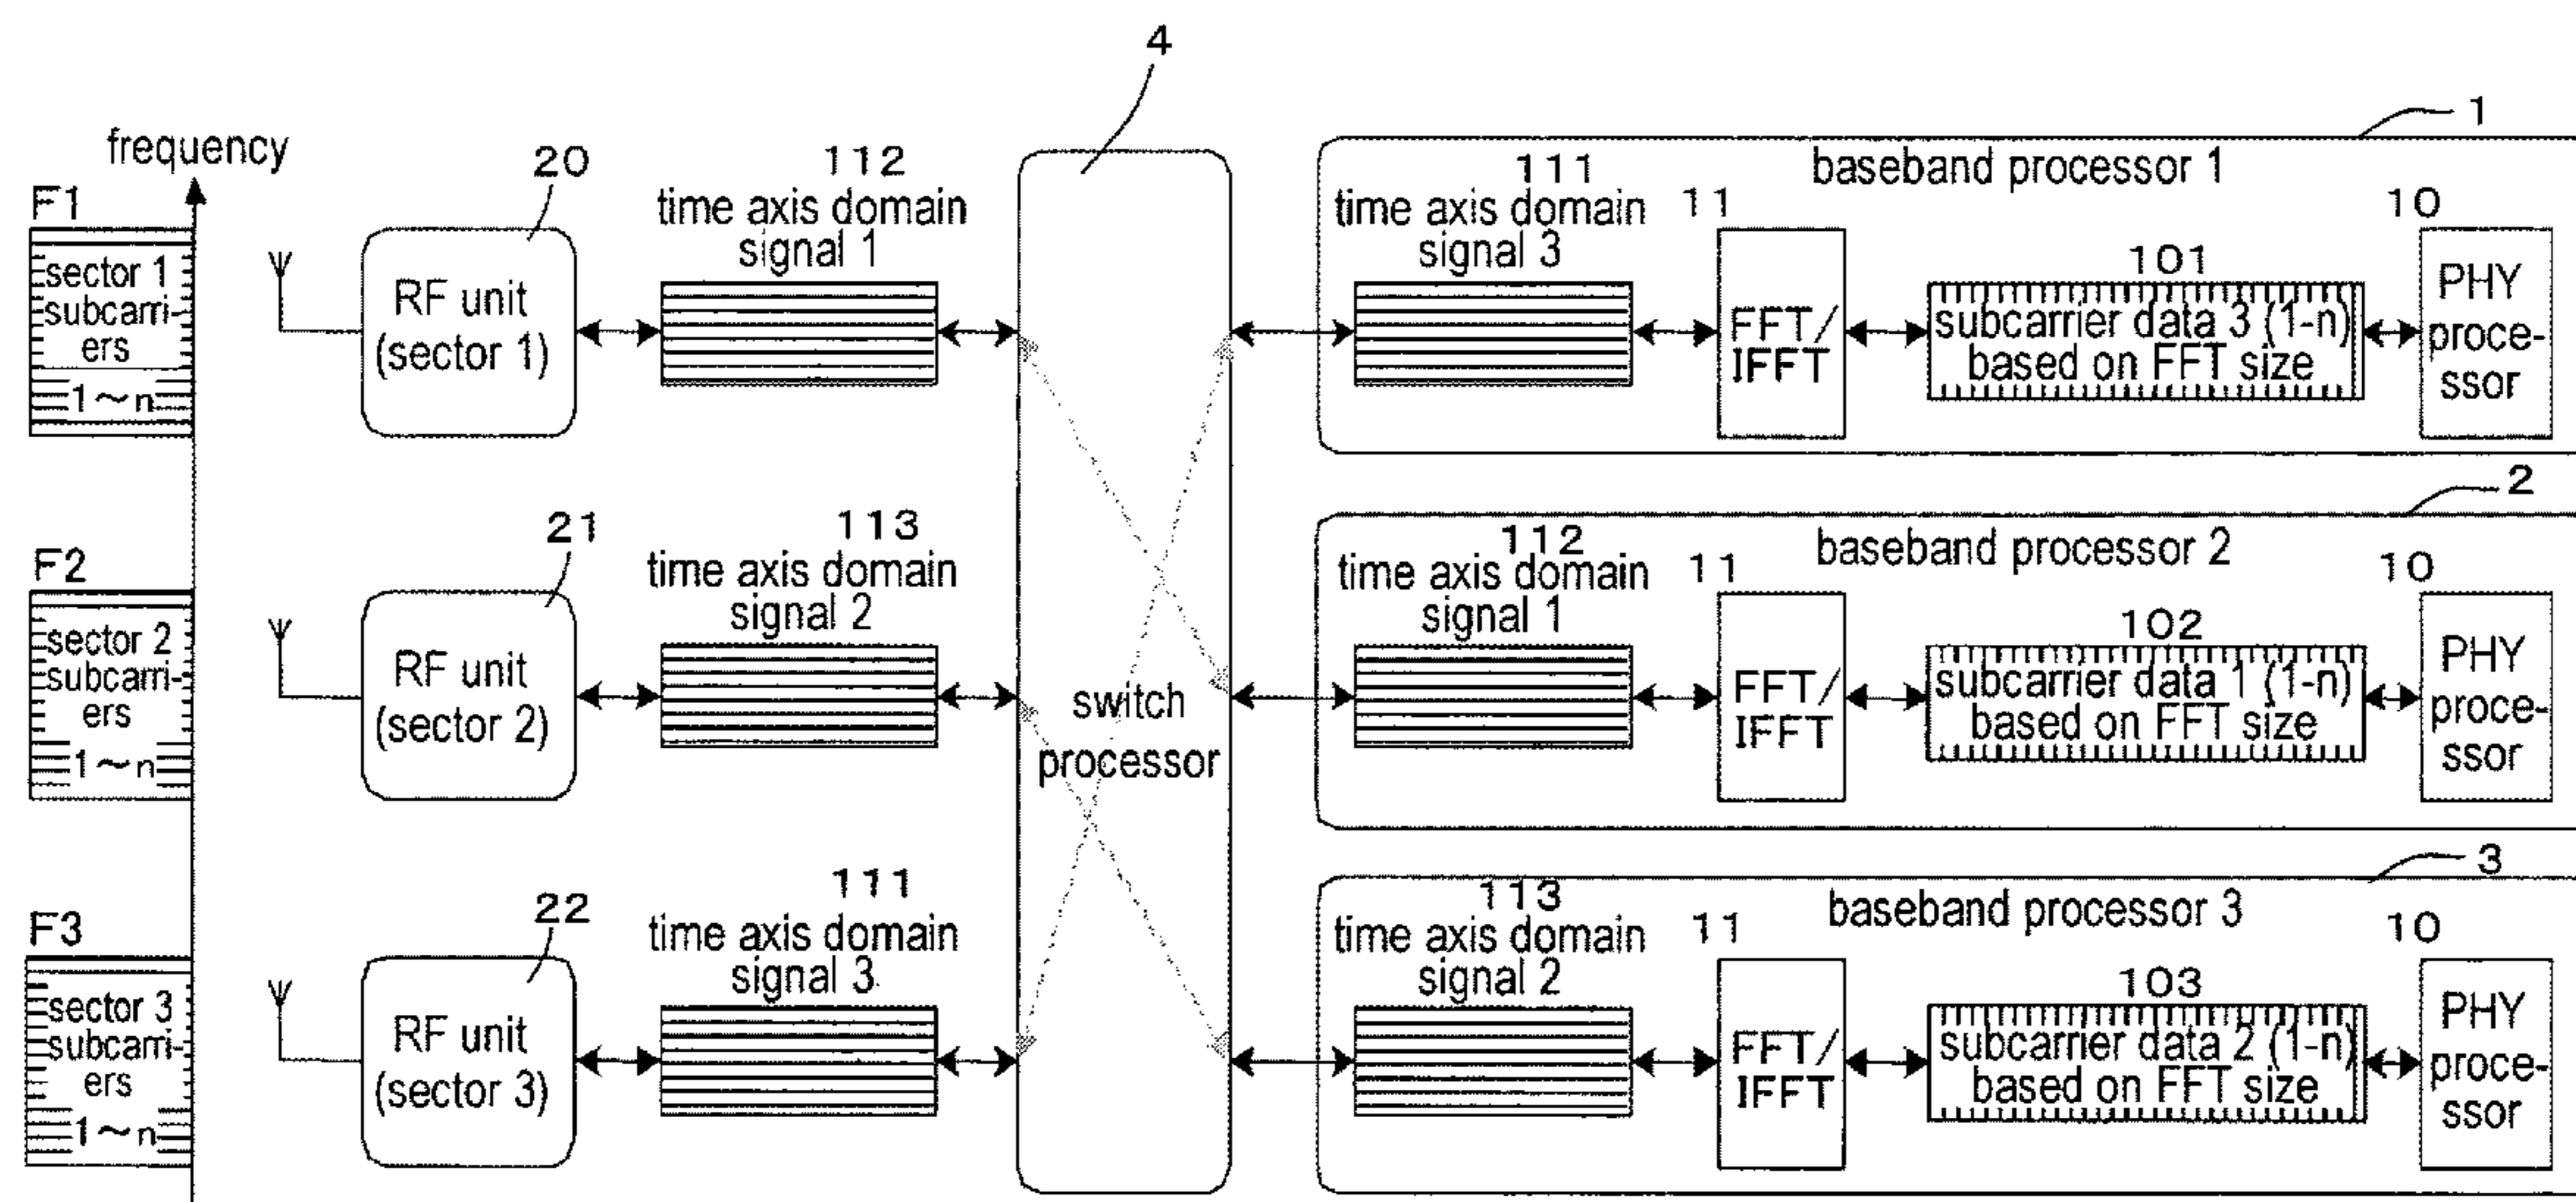 4
frequency
F1
sector 1
subcarri-
ers
1~n
20
RF unit
(sector 1)
112
time axis domain
signal 1
1
baseband processor 1
111
time axis domain
signal 3
11
FFT/
IFFT
101
subcarrier data 3 (1-n)
based on FFT size
10
PHY
proce-
ssor
F2
sector 2
subcarri-
ers
1~n
21
RF unit
(sector 2)
113
time axis domain
signal 2
switch
processor
2
baseband processor 2
112
time axis domain
signal 1
11
FFT/
IFFT
102
subcarrier data 1 (1-n)
based on FFT size
10
PHY
proce-
ssor
F3
sector 3
subcarri-
ers
1~n
22
RF unit
(sector 3)
111
time axis domain
signal 3
3
baseband processor 3
113
time axis domain
signal 2
11
FFT/
IFFT
103
subcarrier data 2 (1-n)
based on FFT size
10
PHY
proce-
ssor